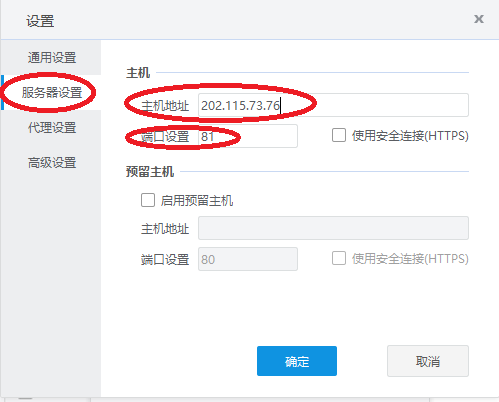 设置
通用设置
服务器设置
代理设置
高级设置
主机
主机地址 202.115.73.76
端口设置 81 使用安全连接(HTTPS)
预留主机
启用预留主机
主机地址
端口设置 80 使用安全连接(HTTPS)
确定 取消